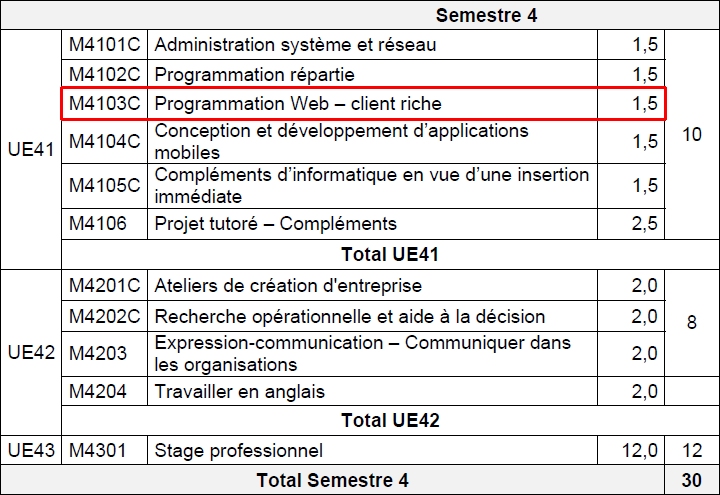 Semestre 4
UE41
M4101C Administration système et réseau 1,5
M4102C Programmation répartie 1,5
M4103C Programmation Web – client riche 1,5
M4104C Conception et développement d’applications
mobiles 1,5
M4105C Compléments d’informatique en vue d’une insertion
immédiate 1,5
M4106 Projet tutoré – Compléments 2,5
10
Total UE41
UE42
M4201C Ateliers de création d'entreprise 2,0
M4202C Recherche opérationnelle et aide à la décision 2,0
M4203 Expression-communication – Communiquer dans
les organisations 2,0
M4204 Travailler en anglais 2,0
8
Total UE42
UE43 M4301 Stage professionnel 12,0 12
Total Semestre 4 30